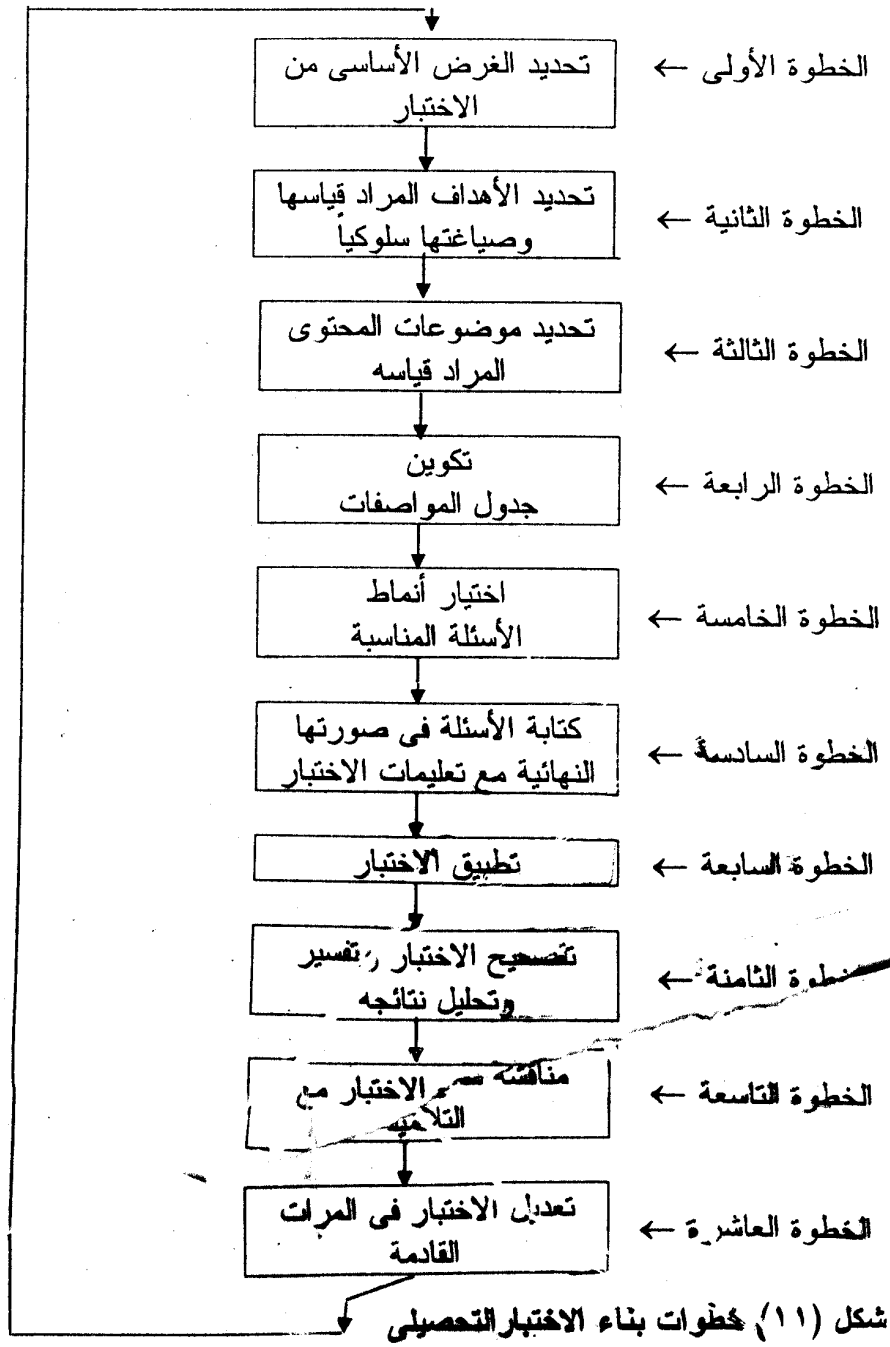 الخطوة الأولى ←
تحديد الغرض الأساسى من
الاختبار
الخطوة الثانية ←
تحديد الأهداف المراد قياسها
وصياغتها سلوكياً
الخطوة الثالثة ←
تحديد موضوعات المحتوى
المراد قياسه
الخطوة الرابعة ←
تكوين
جدول المواصفات
الخطوة الخامسة ←
اختيار أنماط
الأسئلة المناسبة
الخطوة السادسة ←
كتابة الأسئلة فى صورتها
النهائية مع تعليمات الاختبار
الخطوة السابعة ←
تطبيق الاختبار
الخطوة الثامنة ←
تصحيح الاختبار وتفسير
وتحليل نتائجه
الخطوة التاسعة ←
مناقشة الاختبار مع
التلاميذ
الخطوة العاشرة ←
تعديل الاختبار فى المرات
القادمة
شكل (١١) خطوات بناء الاختبار التحصيلى